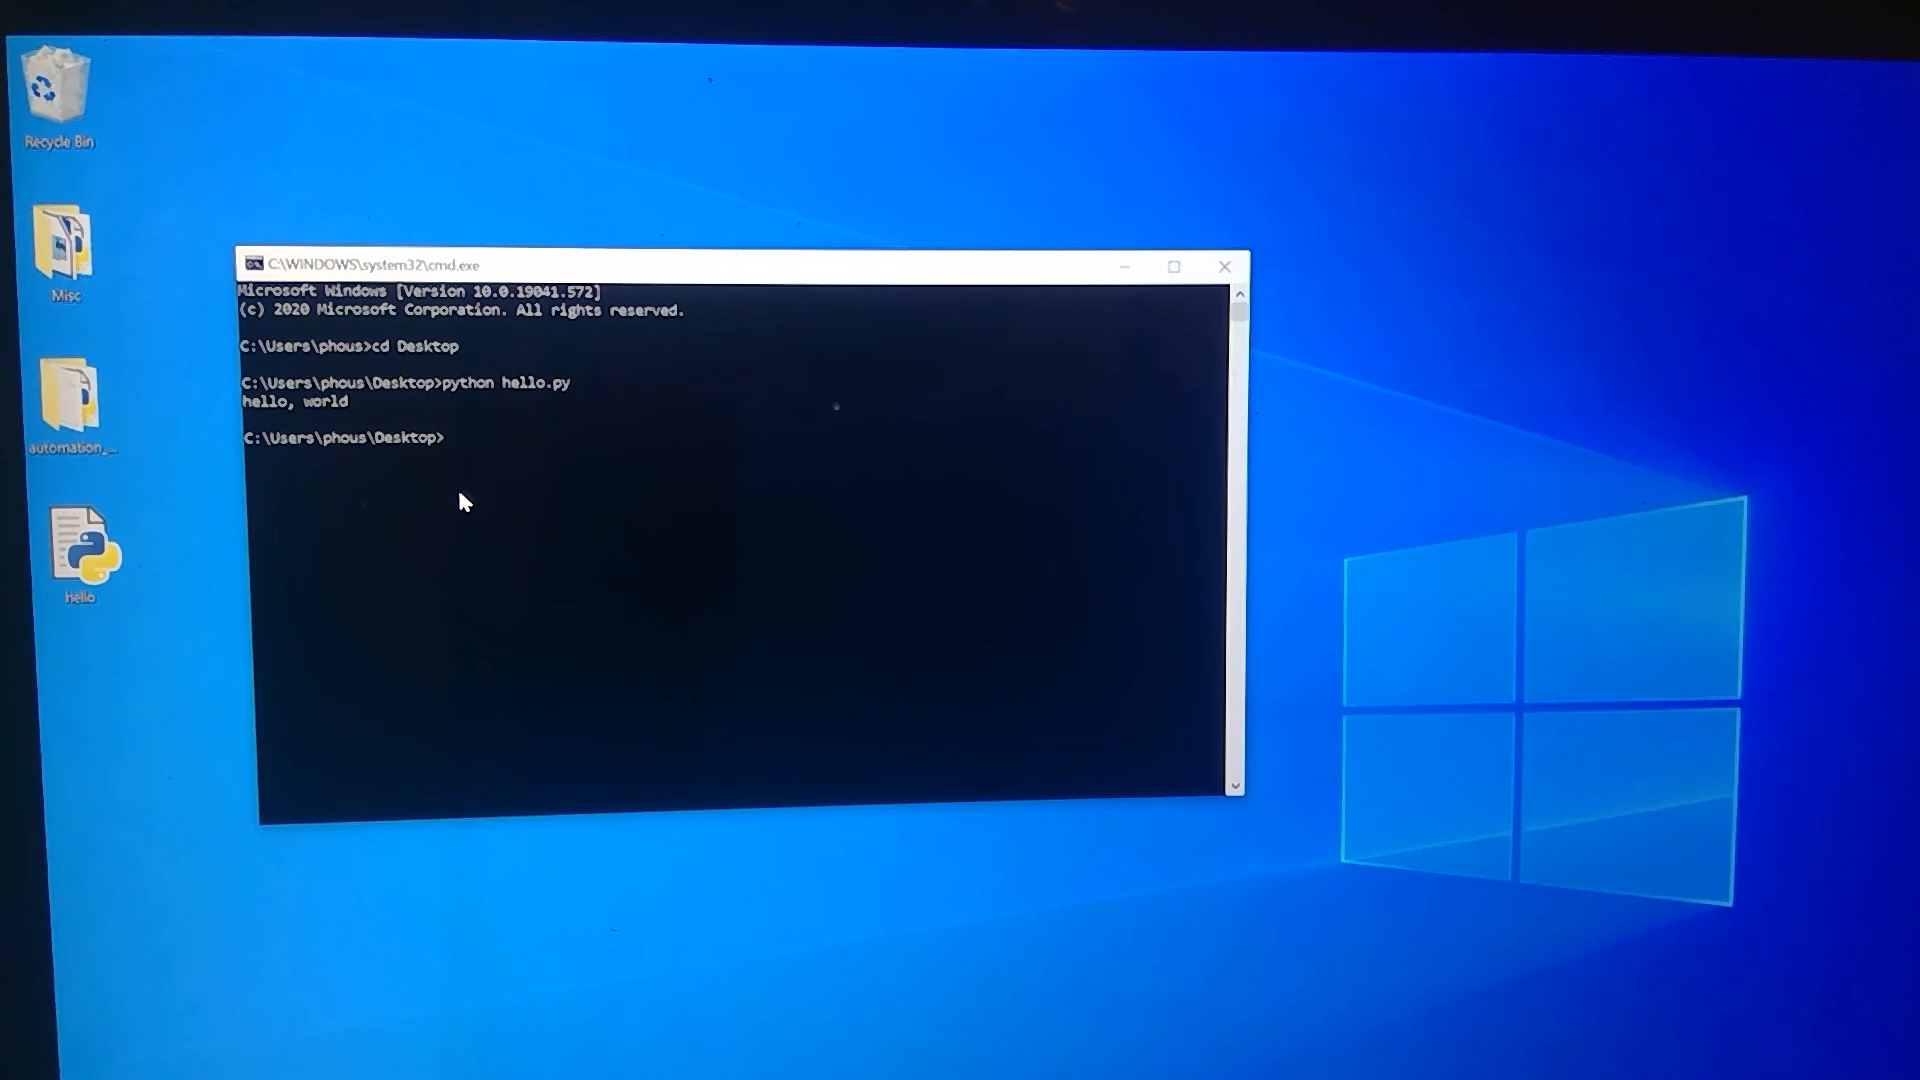 Recycle Bin
Misc
automation_...
hello
C:\WINDOWS\system32\cmd.exe
Microsoft Windows [Version 10.0.19041.572]
(c) 2020 Microsoft Corporation. All rights reserved.
C:\Users\phous>cd Desktop
C:\Users\phous\Desktop>python hello.py
hello, world
C:\Users\phous\Desktop>